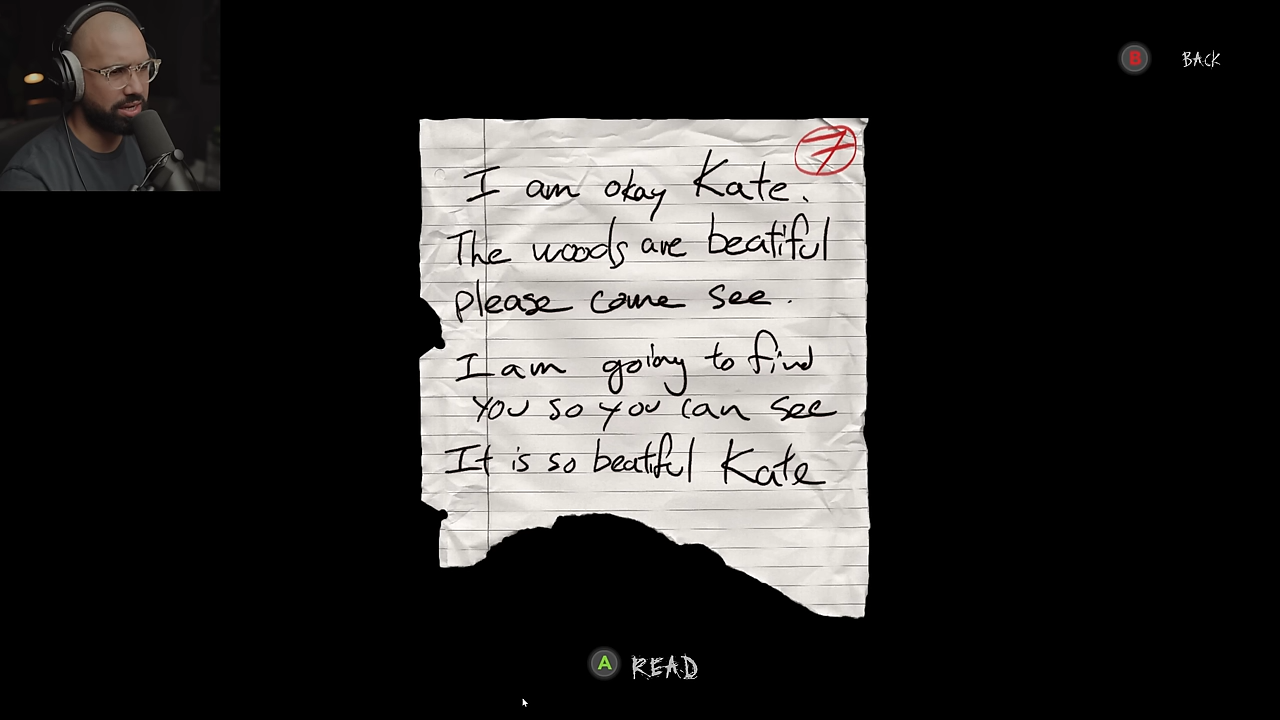 BACK
7
I am okay Kate.
The woods are beatiful
please come see.
I am going to find
you so you can see
It is so beatiful Kate
A READ